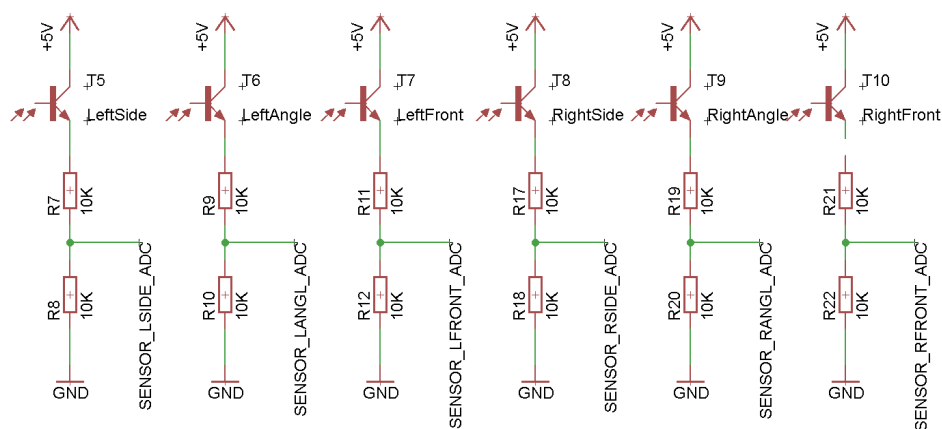 +5V +5V +5V +5V +5V +5V
T5 T6 T7 T8 T9 T10
LeftSide LeftAngle LeftFront RightSide RightAngle RightFront
R7 10K R9 10K R11 10K R17 10K R19 10K R21 10K
R8 10K R10 10K R12 10K R18 10K R20 10K R22 10K
SENSOR_LSIDE_ADC SENSOR_LANGL_ADC SENSOR_LFRONT_ADC SENSOR_RSIDE_ADC SENSOR_RANGL_ADC SENSOR_RFRONT_ADC
GND GND GND GND GND GND